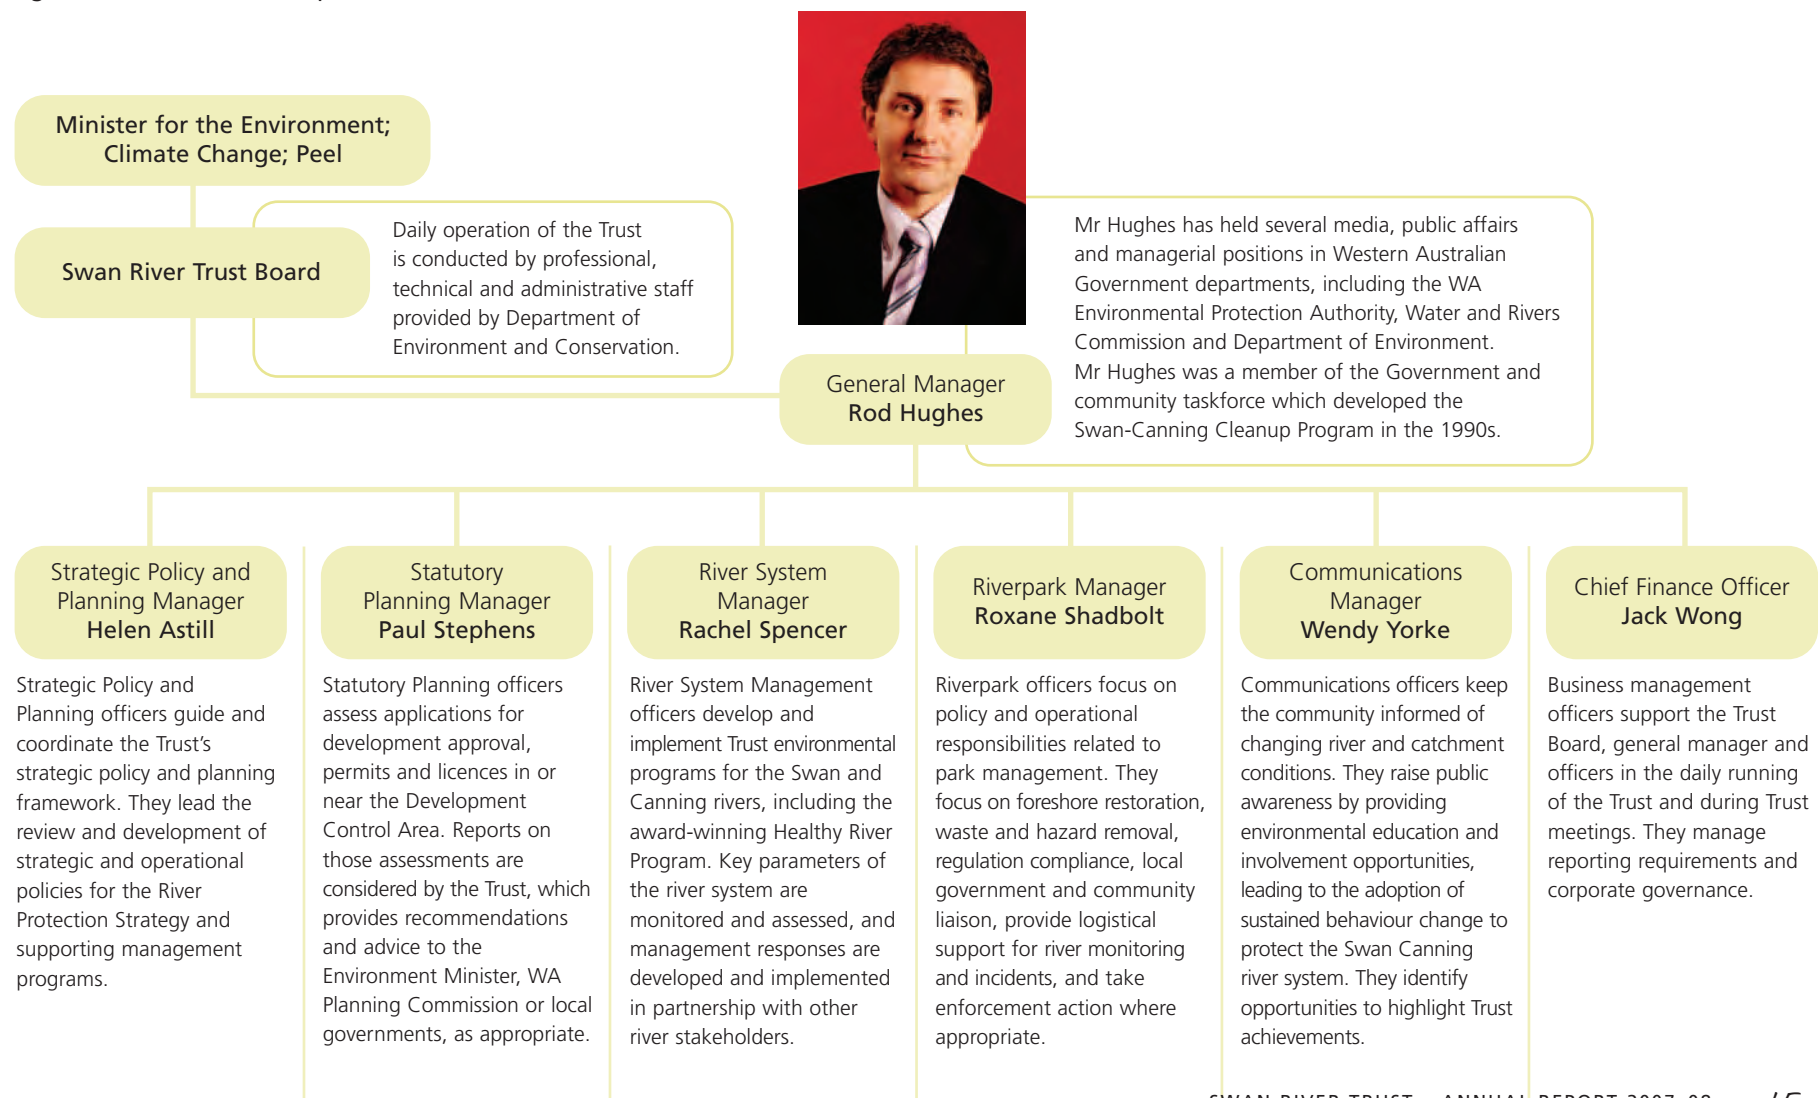 Minister for the Environment;
Climate Change; Peel
Swan River Trust Board
Daily operation of the Trust
is conducted by professional,
technical and administrative staff
provided by Department of
Environment and Conservation.
General Manager
Rod Hughes
Mr Hughes has held several media, public affairs
and managerial positions in Western Australian
Government departments, including the WA
Environmental Protection Authority, Water and Rivers
Commission and Department of Environment.
Mr Hughes was a member of the Government and
community taskforce which developed the
Swan-Canning Cleanup Program in the 1990s.
Strategic Policy and
Planning Manager
Helen Astill
Strategic Policy and
Planning officers guide and
coordinate the Trust’s
strategic policy and planning
framework. They lead the
review and development of
strategic and operational
policies for the River
Protection Strategy and
supporting management
programs.
Statutory
Planning Manager
Paul Stephens
Statutory Planning officers
assess applications for
development approval,
permits and licences in or
near the Development
Control Area. Reports on
those assessments are
considered by the Trust, which
provides recommendations
and advice to the
Environment Minister, WA
Planning Commission or local
governments, as appropriate.
River System
Manager
Rachel Spencer
River System Management
officers develop and
implement Trust environmental
programs for the Swan and
Canning rivers, including the
award-winning Healthy River
Program. Key parameters of
the river system are
monitored and assessed, and
management responses are
developed and implemented
in partnership with other
river stakeholders.
Riverpark Manager
Roxane Shadbolt
Riverpark officers focus on
policy and operational
responsibilities related to
park management. They
focus on foreshore restoration,
waste and hazard removal,
regulation compliance, local
government and community
liaison, provide logistical
support for river monitoring
and incidents, and take
enforcement action where
appropriate.
Communications
Manager
Wendy Yorke
Communications officers keep
the community informed of
changing river and catchment
conditions. They raise public
awareness by providing
environmental education and
involvement opportunities,
leading to the adoption of
sustained behaviour change to
protect the Swan Canning
river system. They identify
opportunities to highlight Trust
achievements.
Chief Finance Officer
Jack Wong
Business management
officers support the Trust
Board, general manager and
officers in the daily running
of the Trust and during Trust
meetings. They manage
reporting requirements and
corporate governance.
SWAN RIVER TRUST ANNUAL REPORT 2007-08